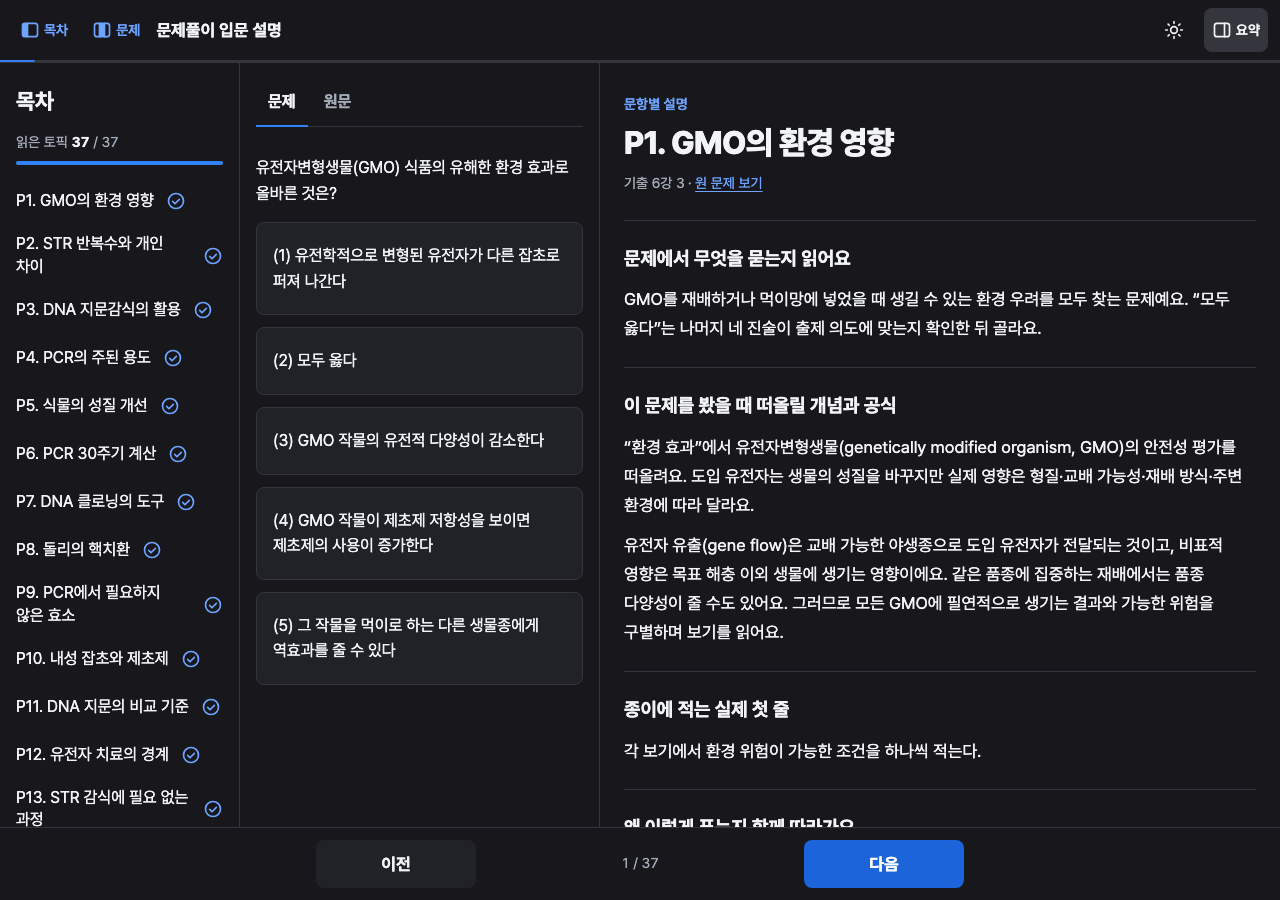 목차
문제
문제풀이 입문 설명
요약
목차
읽은 토픽 37 / 37
P1. GMO의 환경 영향
P2. STR 반복수와 개인
차이
P3. DNA 지문감식의 활용
P4. PCR의 주된 용도
P5. 식물의 성질 개선
P6. PCR 30주기 계산
P7. DNA 클로닝의 도구
P8. 돌리의 핵치환
P9. PCR에서 필요하지
않은 효소
P10. 내성 잡초와 제초제
P11. DNA 지문의 비교 기준
P12. 유전자 치료의 경계
P13. STR 감식에 필요 없는
과정
문제
원문
유전자변형생물(GMO) 식품의 유해한 환경 효과로
올바른 것은?
(1) 유전학적으로 변형된 유전자가 다른 잡초로
퍼져 나간다
(2) 모두 옳다
(3) GMO 작물의 유전적 다양성이 감소한다
(4) GMO 작물이 제초제 저항성을 보이면
제초제의 사용이 증가한다
(5) 그 작물을 먹이로 하는 다른 생물종에게
역효과를 줄 수 있다
문항별 설명
P1. GMO의 환경 영향
기출 6강 3 · 원 문제 보기
문제에서 무엇을 묻는지 읽어요
GMO를 재배하거나 먹이망에 넣었을 때 생길 수 있는 환경 우려를 모두 찾는 문제예요. “모두
옳다”는 나머지 네 진술이 출제 의도에 맞는지 확인한 뒤 골라요.
이 문제를 봤을 때 떠올릴 개념과 공식
“환경 효과”에서 유전자변형생물(genetically modified organism, GMO)의 안전성 평가를
떠올려요. 도입 유전자는 생물의 성질을 바꾸지만 실제 영향은 형질·교배 가능성·재배 방식·주변
환경에 따라 달라요.
유전자 유출(gene flow)은 교배 가능한 야생종으로 도입 유전자가 전달되는 것이고, 비표적
영향은 목표 해충 이외 생물에 생기는 영향이에요. 같은 품종에 집중하는 재배에서는 품종
다양성이 줄 수도 있어요. 그러므로 모든 GMO에 필연적으로 생기는 결과와 가능한 위험을
구별하며 보기를 읽어요.
종이에 적는 실제 첫 줄
각 보기에서 환경 위험이 가능한 조건을 하나씩 적는다.
왜 이렇게 푸는지 함께 따라가요
이전
1 / 37
다음